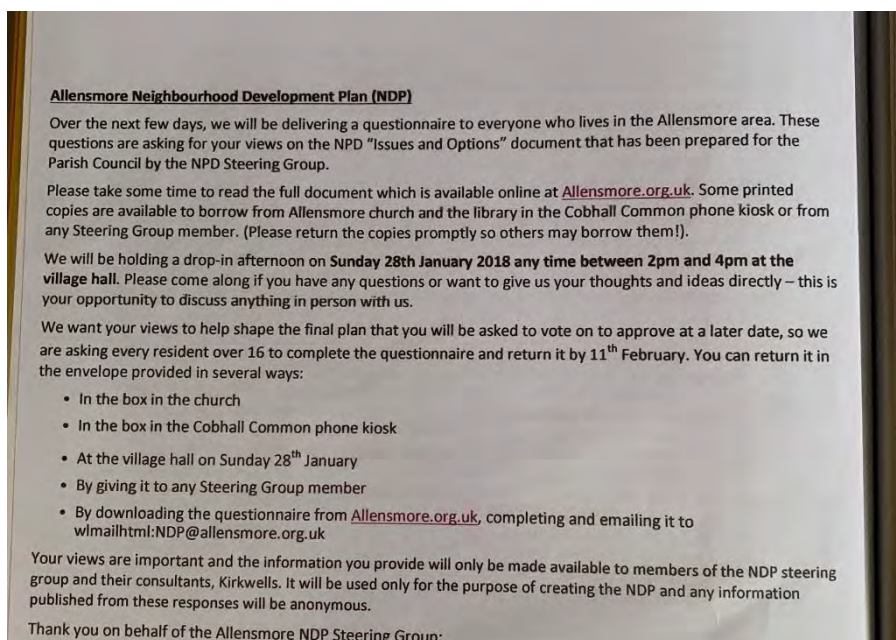 Allensmore Neighbourhood Development Plan (NDP)
Over the next few days, we will be delivering a questionnaire to everyone who lives in the Allensmore area. These
questions are asking for your views on the NPD "Issues and Options" document that has been prepared for the
Parish Council by the NPD Steering Group.
Please take some time to read the full document which is available online at Allensmore.org.uk. Some printed
copies are available to borrow from Allensmore church and the library in the Cobhall Common phone kiosk or from
any Steering Group member. (Please return the copies promptly so others may borrow them!).
We will be holding a drop-in afternoon on Sunday 28th January 2018 any time between 2pm and 4pm at the
village hall. Please come along if you have any questions or want to give us your thoughts and ideas directly – this is
your opportunity to discuss anything in person with us.
We want your views to help shape the final plan that you will be asked to vote on to approve at a later date, so we
are asking every resident over 16 to complete the questionnaire and return it by 11th February. You can return it in
the envelope provided in several ways:
• In the box in the church
• In the box in the Cobhall Common phone kiosk
• At the village hall on Sunday 28th January
• By giving it to any Steering Group member
• By downloading the questionnaire from Allensmore.org.uk, completing and emailing it to
wlmailhtml:NDP@allensmore.org.uk
Your views are important and the information you provide will only be made available to members of the NDP steering
group and their consultants, Kirkwells. It will be used only for the purpose of creating the NDP and any information
published from these responses will be anonymous.
Thank you on behalf of the Allensmore NDP Steering Group: